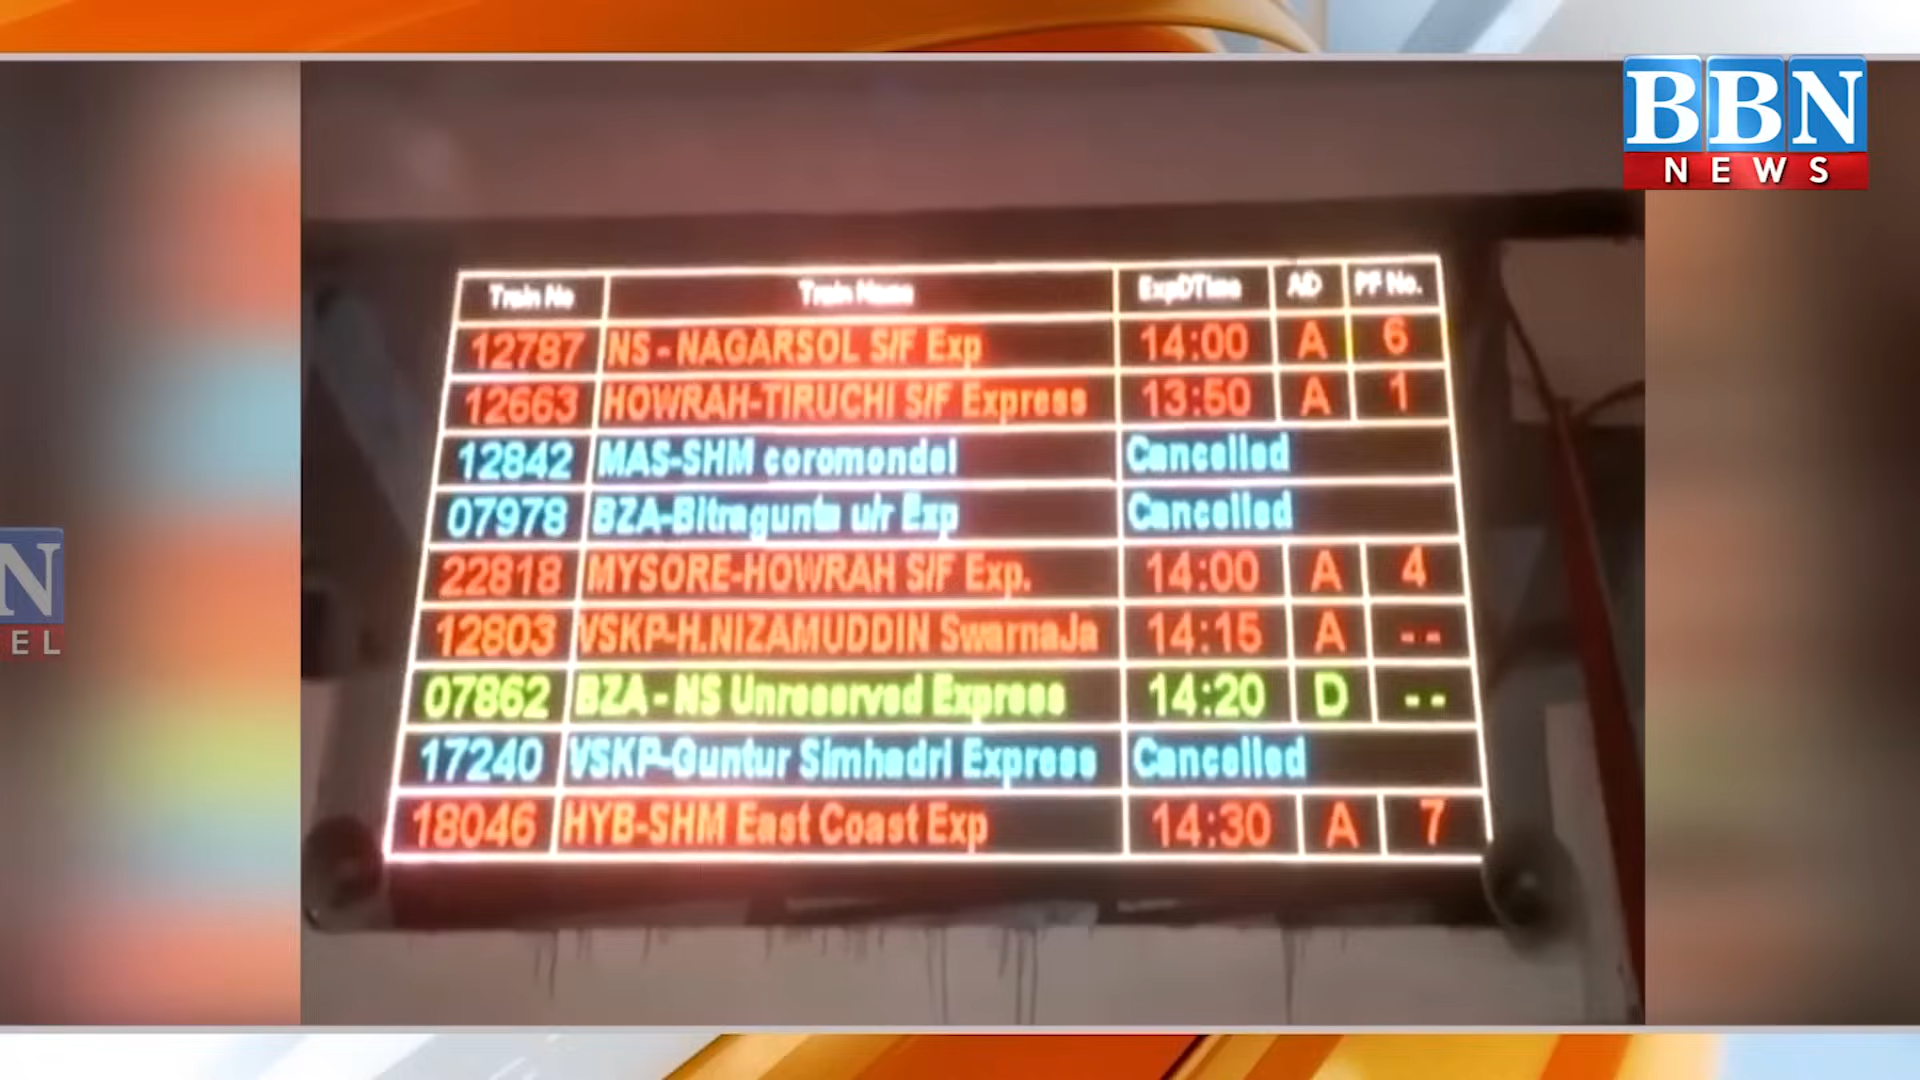 BBN
NEWS
Train No Train Name ExpDTime A/D PF No.
12787 NS - NAGARSOL S/F Exp 14:00 A 6
12663 HOWRAH-TIRUCHI S/F Express 13:50 A 1
12842 MAS-SHM coromondel Cancelled
07978 BZA-Bitragunta u/r Exp Cancelled
22818 MYSORE-HOWRAH S/F Exp. 14:00 A 4
12803 VSKP-H.NIZAMUDDIN SwarnaJa 14:15 A --
07862 BZA - NS Unreserved Express 14:20 D --
17240 VSKP-Guntur Simhadri Express Cancelled
18046 HYB-SHM East Coast Exp 14:30 A 7
N
EL